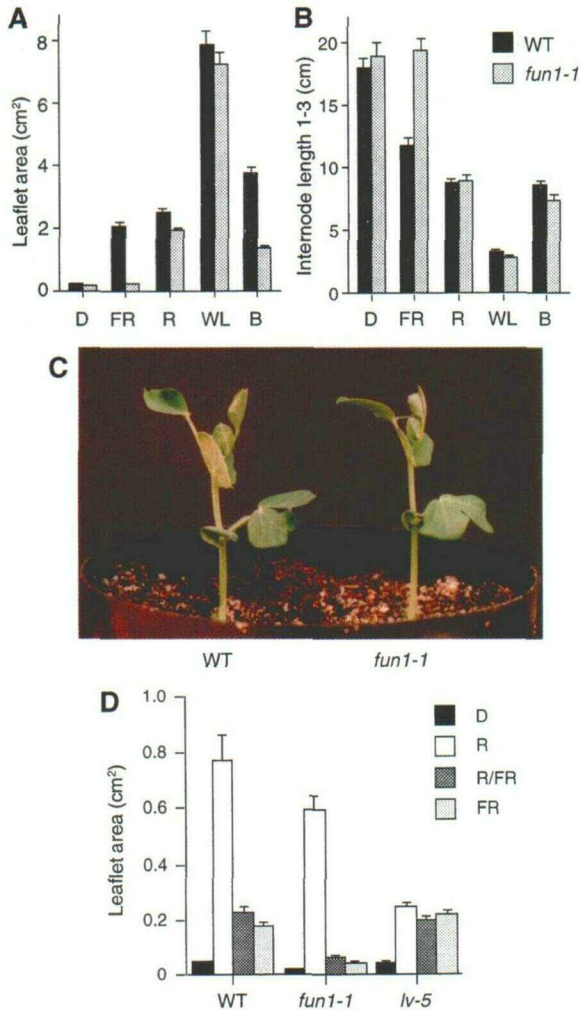 A
B
8
6
4
2
0
Leaflet area (cm²)
D FR R WL B
20
15
10
5
0
Internode length 1-3 (cm)
D FR R WL B
WT
fun1-1
C
WT fun1-1
D
1.0
0.8
0.6
0.4
0.2
0
Leaflet area (cm²)
D
R
R/FR
FR
WT fun1-1 lv-5